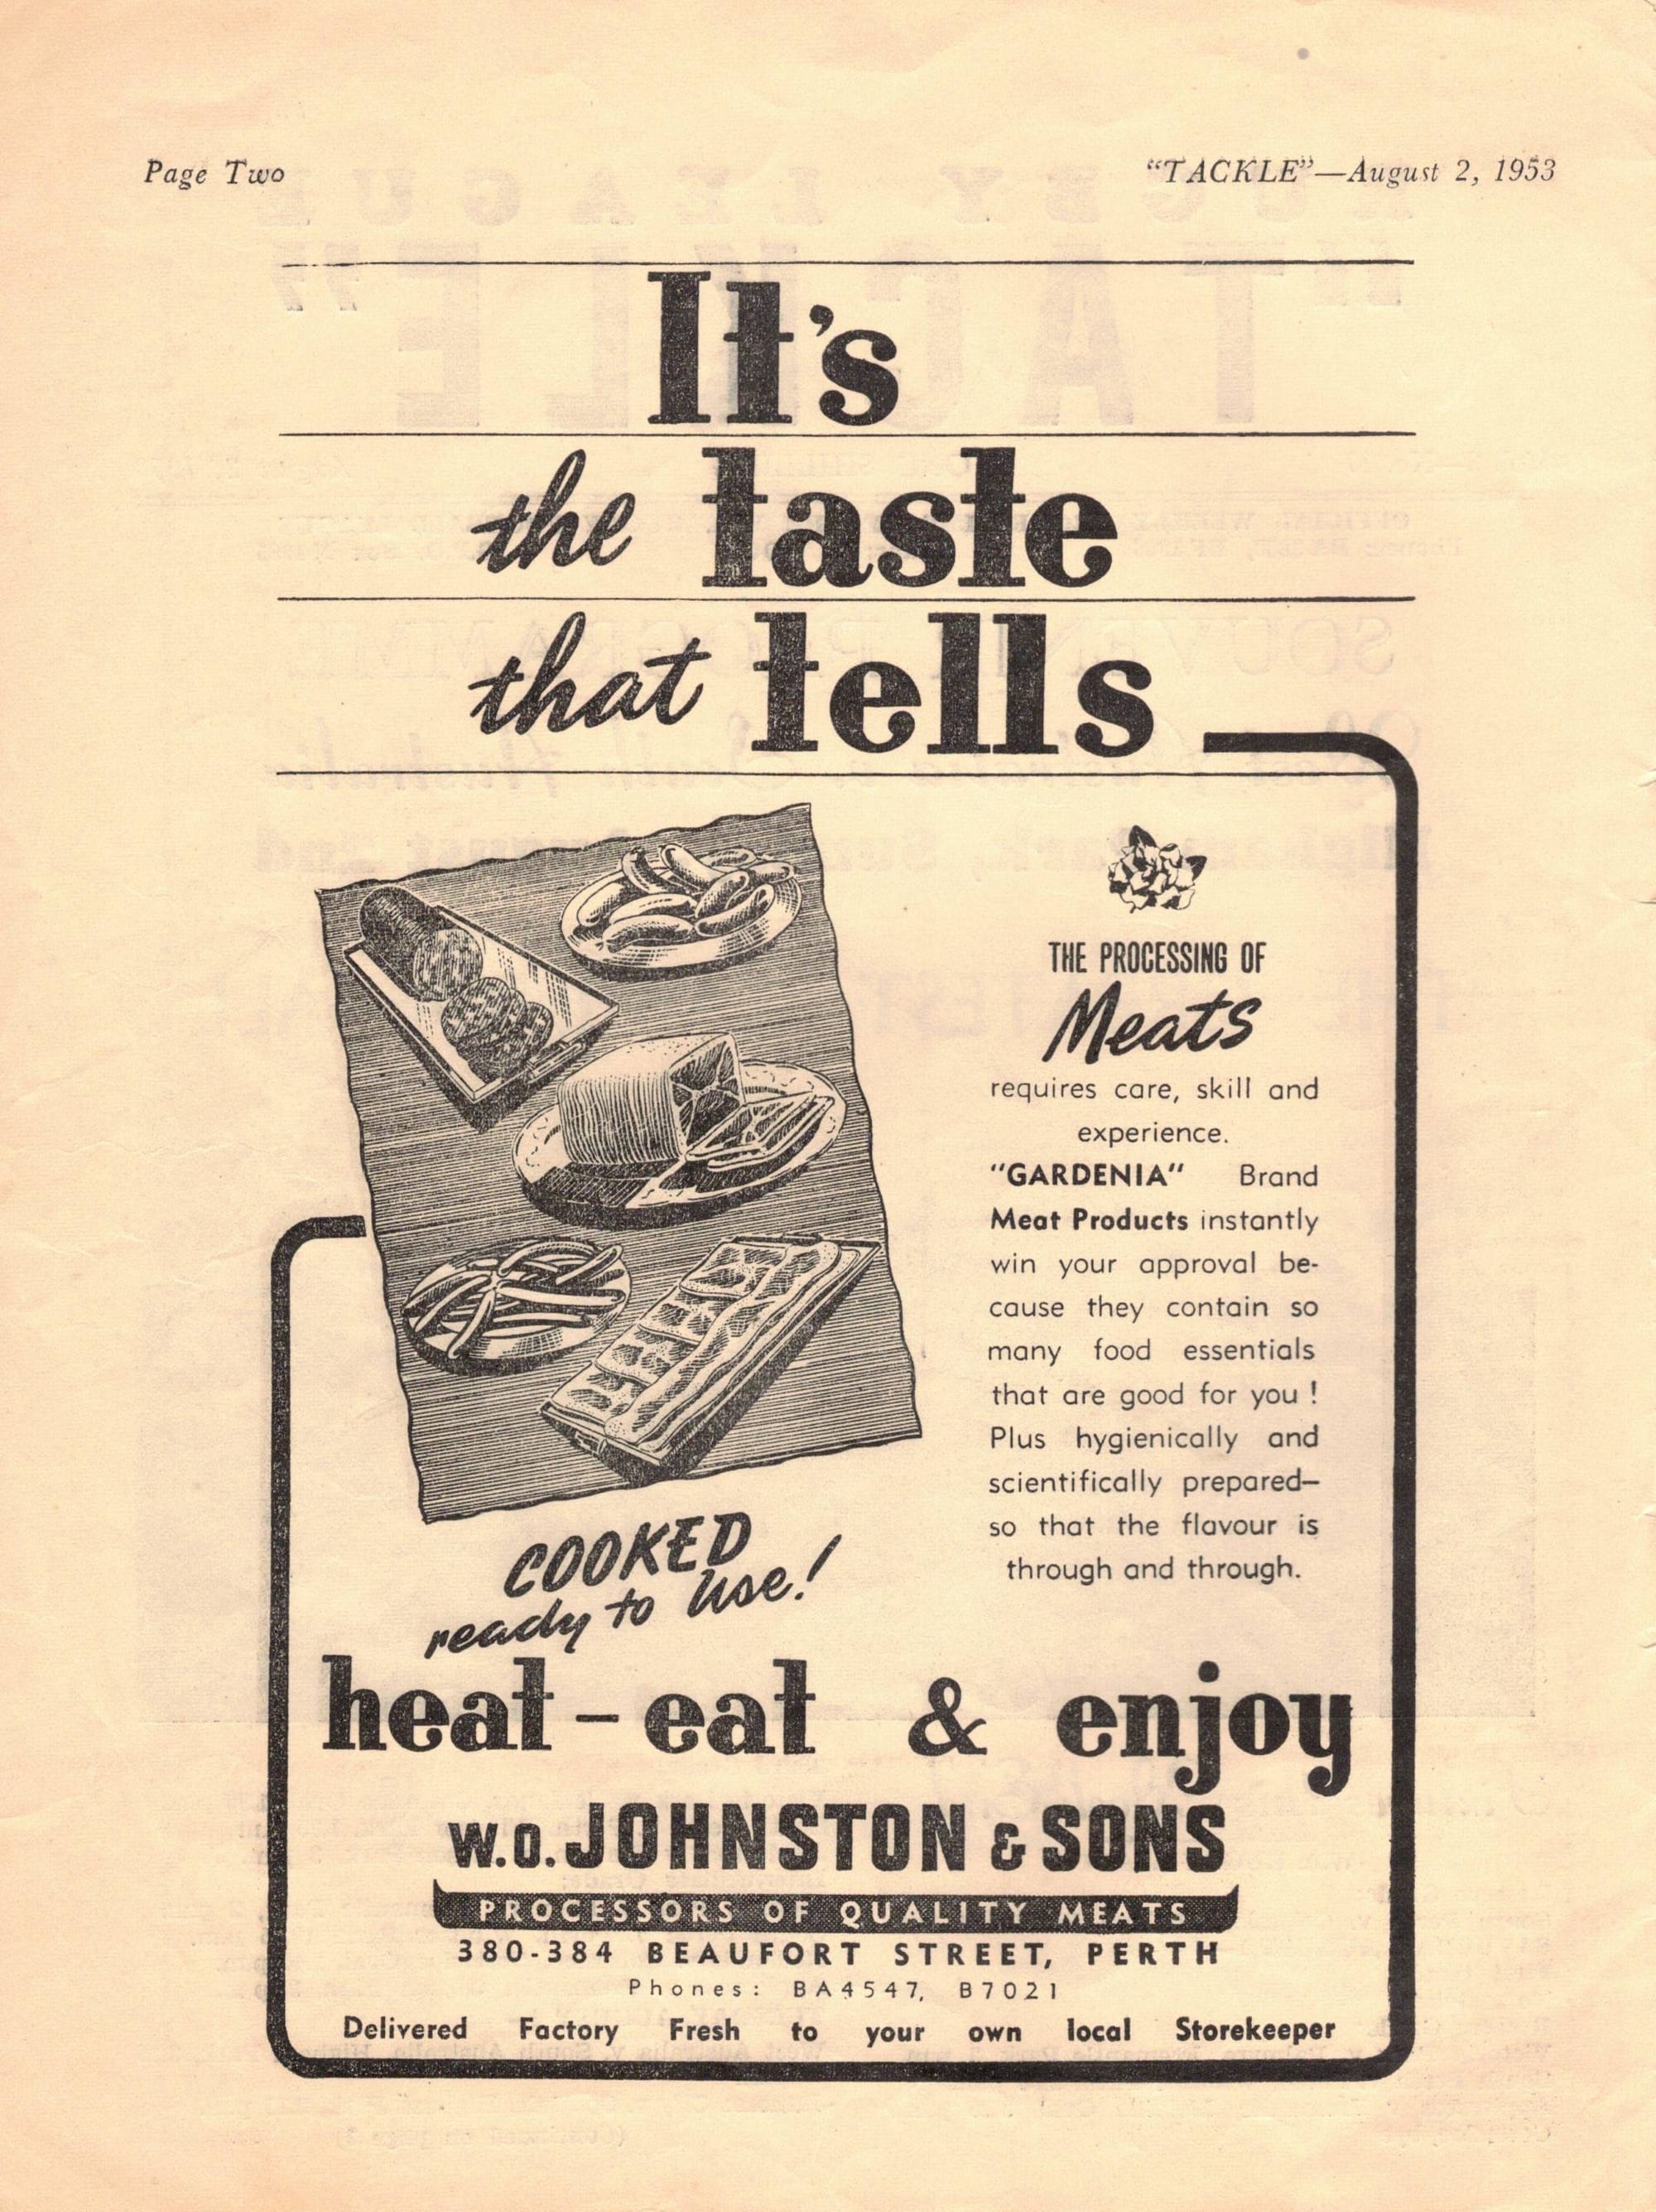 Page Two
"TACKLE"—August 2, 1953
It's
the taste
that tells
THE PROCESSING OF
Meats
requires care, skill and
experience.
"GARDENIA" Brand
Meat Products instantly
win your approval be-
cause they contain so
many food essentials
that are good for you !
Plus hygienically and
scientifically prepared—
so that the flavour is
through and through.
COOKED
ready to use!
heat – eat & enjoy
W.O. JOHNSTON & SONS
PROCESSORS OF QUALITY MEATS
380-384 BEAUFORT STREET, PERTH
Phones: BA4547, B7021
Delivered Factory Fresh to your own local Storekeeper